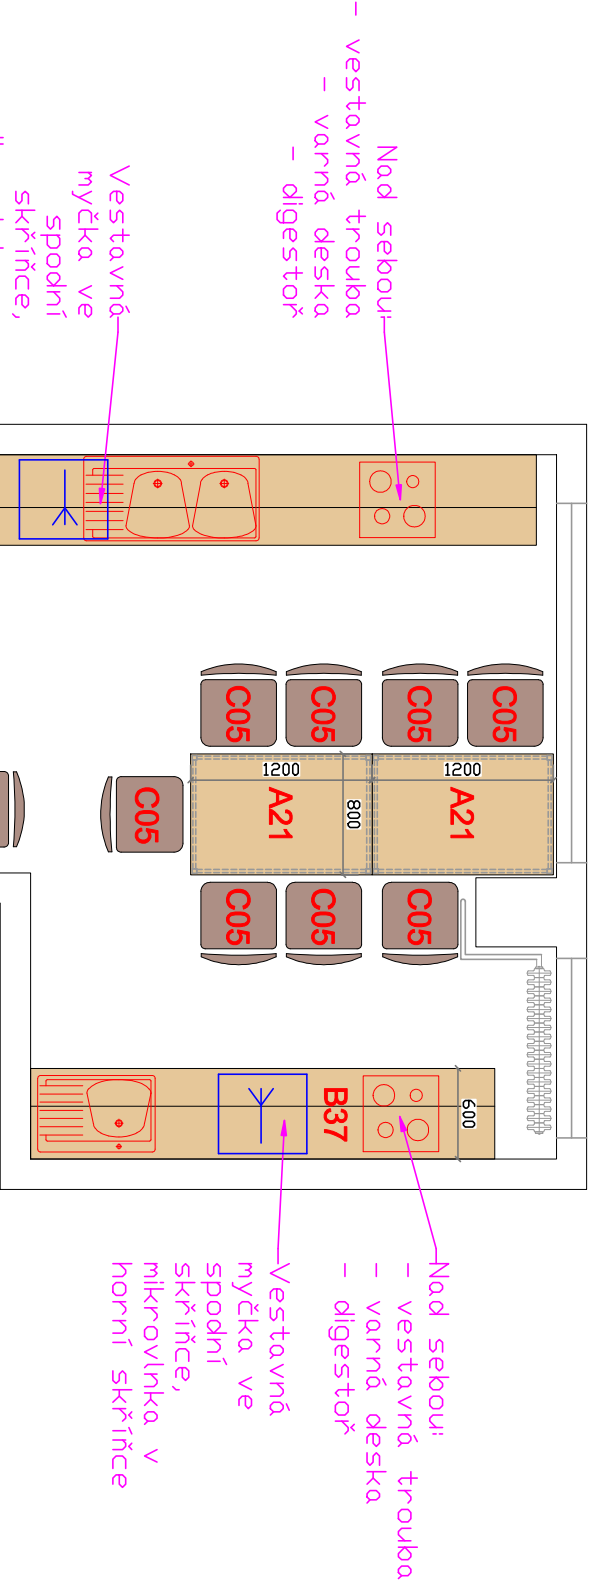 Nad sebou:
- vestavná trouba
- varná deska
- digestoř
Vestavná
myčka ve
spodní
skříňce,
C05
C05
C05
C05
1200
1200
A21
A21
800
C05
C05
C05
C05
B37
600
Nad sebou:
- vestavná trouba
- varná deska
- digestoř
Vestavná
myčka ve
spodní
skříňce,
mikrovlnka v
horní skříňce